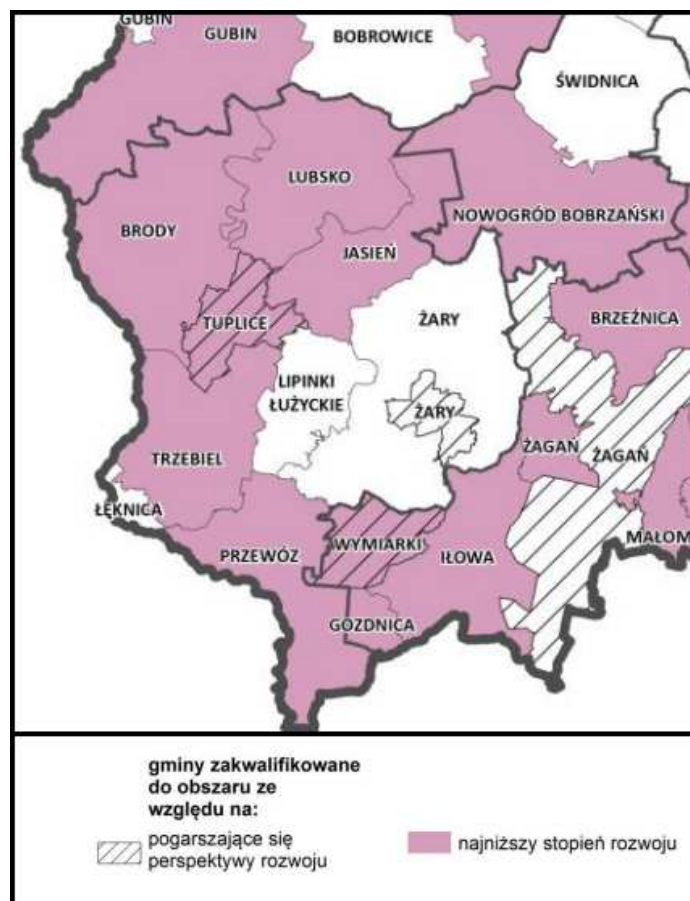 GUBIN
GUBIN
BOBROWICE
ŚWIDNICA
LUBSKO
NOWOGRÓD BOBRZAŃSKI
BRODY
JASIEŃ
TUPLICE
ŻARY
BRZEŹNICA
LIPINKI
ŁUŻYCKIE
ŻARY
ŻAGAŃ
ŻAGAŃ
TRZEBIEL
ŁĘKNICA
PRZEWÓZ
WYMIARKI
IŁOWA
MAŁOM
GOZDNICA
gminy zakwalifikowane
do obszaru ze
względu na:
pogarszające się
perspektywy rozwoju
najniższy stopień rozwoju